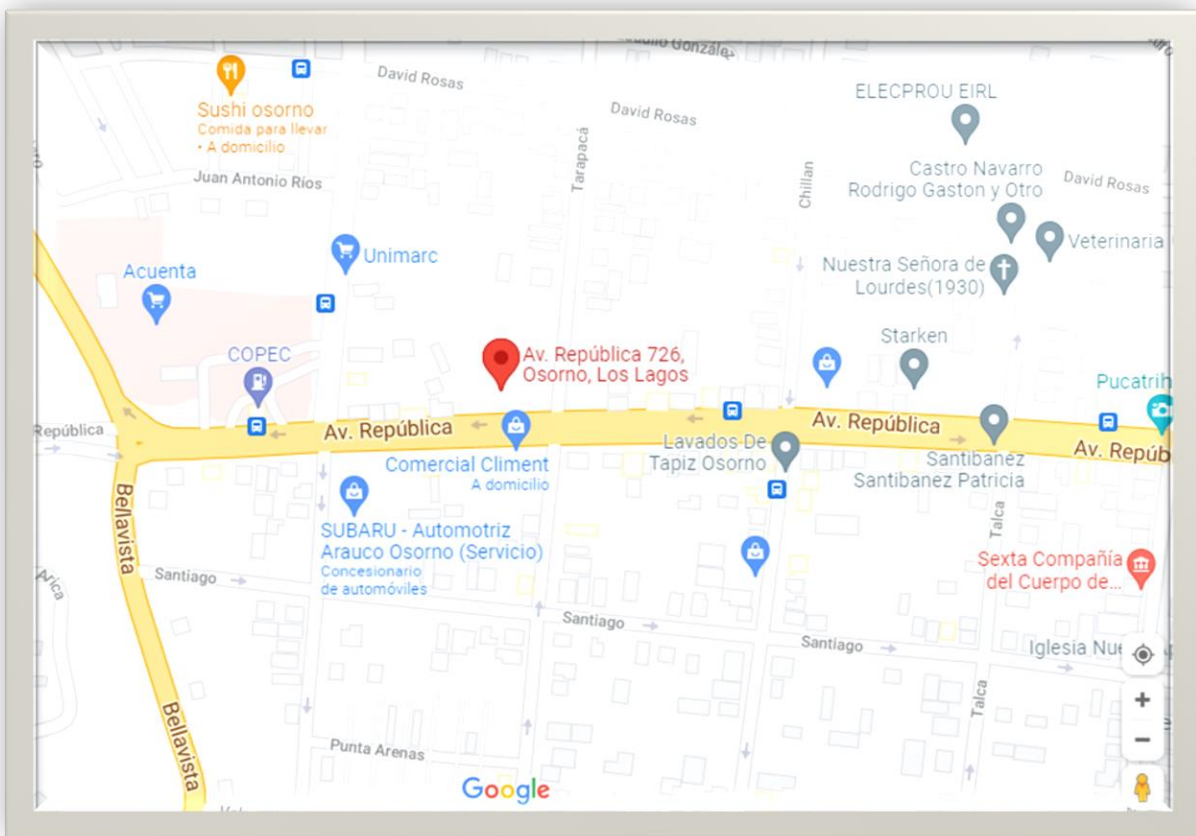 David Rosas
David Rosas
ELECPROU EIRL
Sushi osorno
Comida para llevar
• A domicilio
Tarapacá
Chillan
Castro Navarro
Rodrigo Gaston y Otro
David Rosas
Juan Antonio Ríos
Veterinaria
Unimarc
Nuestra Señora de
Lourdes(1930)
Acuenta
COPEC
Av. República 726,
Osorno, Los Lagos
Starken
Pucatrih
República
Av. República
Av. República
Av. Repúb
Comercial Climent
A domicilio
Lavados De
Tapiz Osorno
Santibanez
Santibanez Patricia
Bellavista
SUBARU - Automotriz
Arauco Osorno (Servicio)
Concesionario
de automóviles
Talca
Sexta Compañía
del Cuerpo de...
Arica
Santiago
Santiago
Santiago
Iglesia Nue
Talca
Bellavista
Punta Arenas
Google